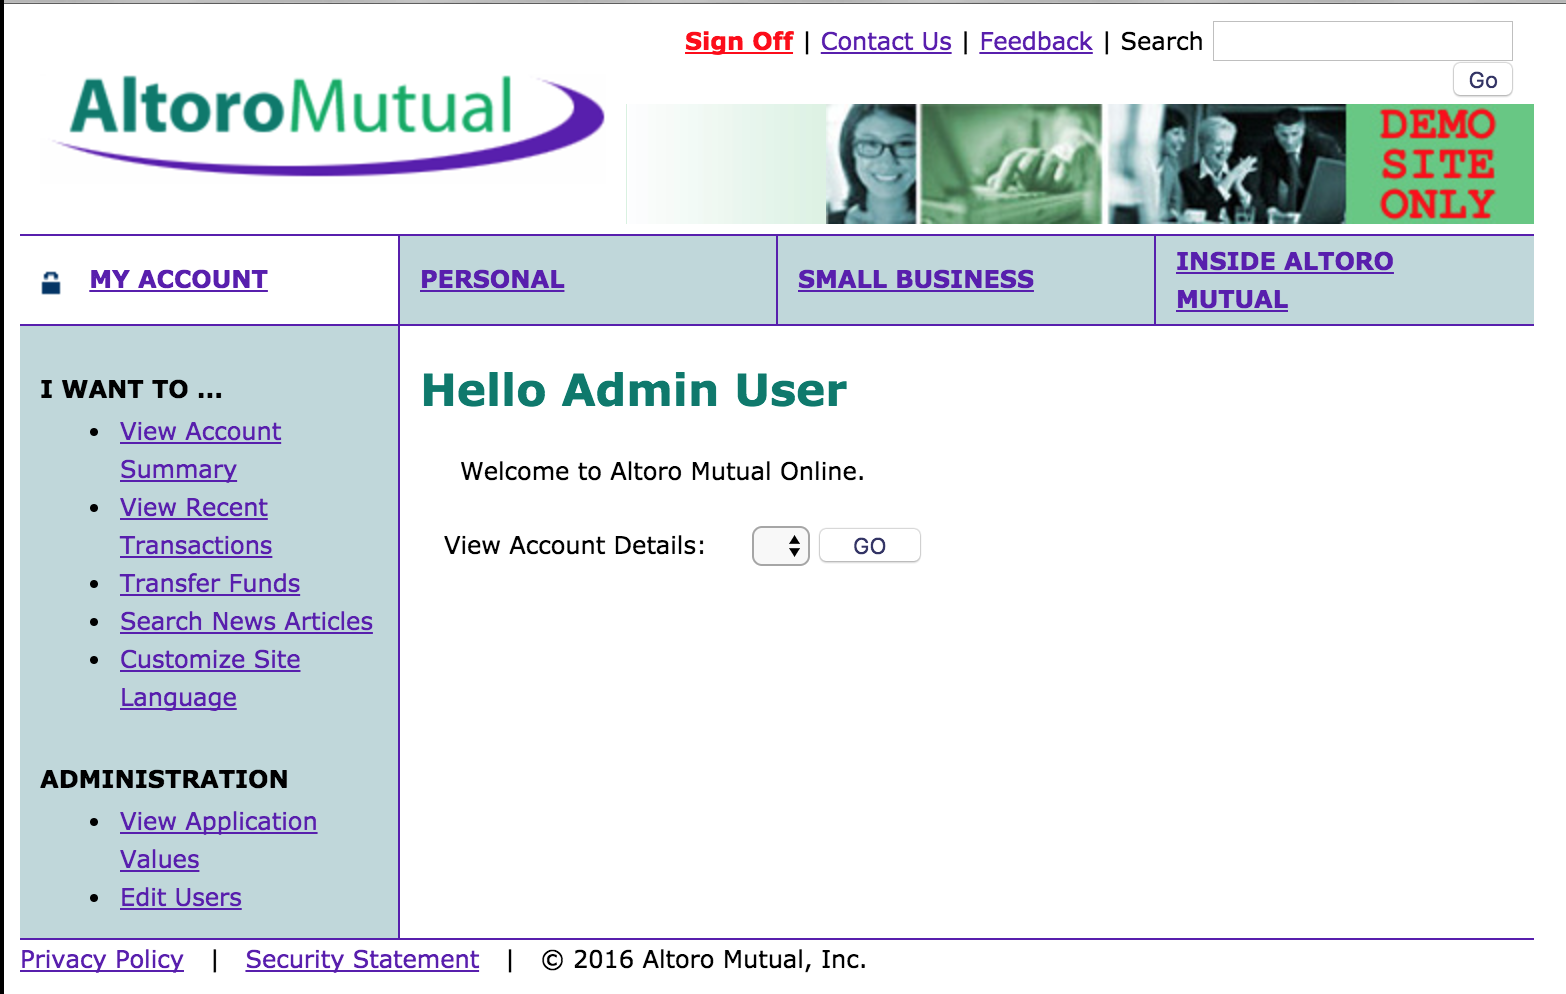 Sign Off | Contact Us | Feedback | Search
Go
AltoroMutual
DEMO
SITE
ONLY
MY ACCOUNT
PERSONAL
SMALL BUSINESS
INSIDE ALTORO
MUTUAL
I WANT TO ...
• View Account
Summary
• View Recent
Transactions
• Transfer Funds
• Search News Articles
• Customize Site
Language
ADMINISTRATION
• View Application
Values
• Edit Users
Hello Admin User
Welcome to Altoro Mutual Online.
View Account Details: GO
Privacy Policy | Security Statement | © 2016 Altoro Mutual, Inc.